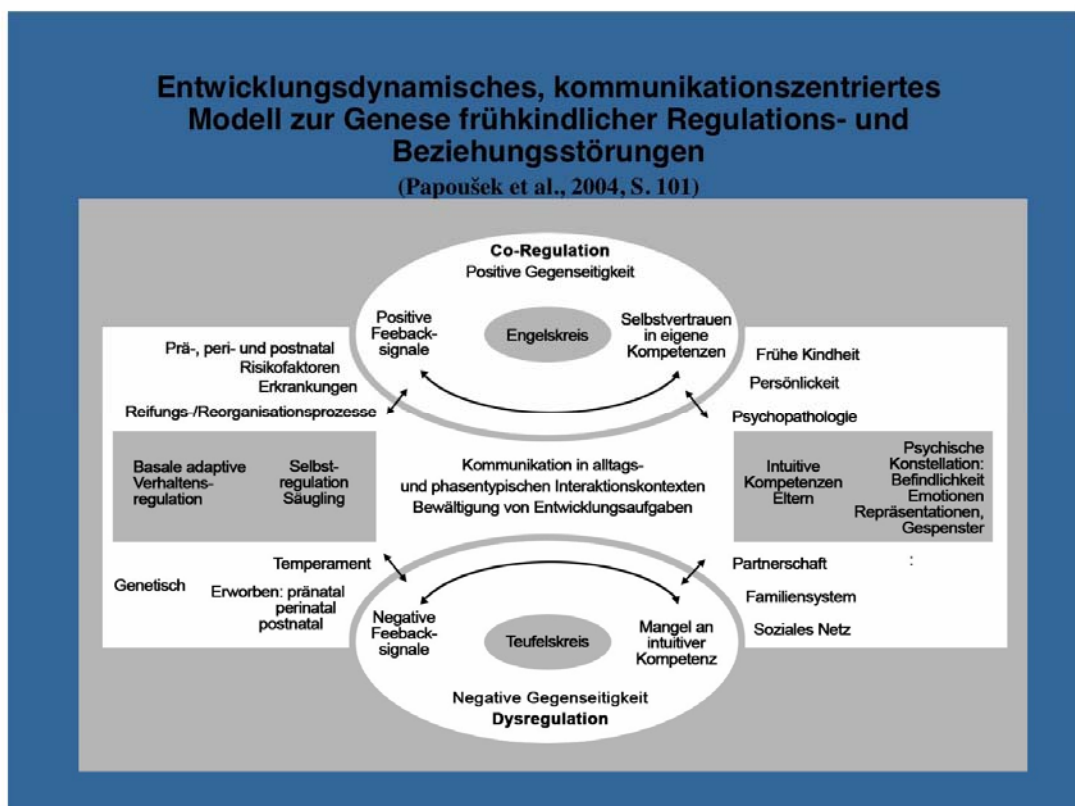 Entwicklungsdynamisches, kommunikationszentriertes
Modell zur Genese frühkindlicher Regulations- und
Beziehungsstörungen
(Papoušek et al., 2004, S. 101)
Co-Regulation
Positive Gegenseitigkeit
Positive
Feeback-
signale
Engelskreis
Selbstvertrauen
in eigene
Kompetenzen
Prä-, peri- und postnatal
Risikofaktoren
Erkrankungen
Reifungs-/Reorganisationsprozesse
Frühe Kindheit
Persönlickeit
Psychopathologie
Basale adaptive
Verhaltens-
regulation
Selbst-
regulation
Säugling
Kommunikation in alltags-
und phasentypischen Interaktionskontexten
Bewältigung von Entwicklungsaufgaben
Intuitive
Kompetenzen
Eltern
Psychische
Konstellation:
Befindlichkeit
Emotionen
Repräsentationen,
Gespenster
:
Temperament
Genetisch
Erworben: pränatal
perinatal
postnatal
Partnerschaft
Familiensystem
Soziales Netz
Negative
Feeback-
signale
Teufelskreis
Mangel an
intuitiver
Kompetenz
Negative Gegenseitigkeit
Dysregulation